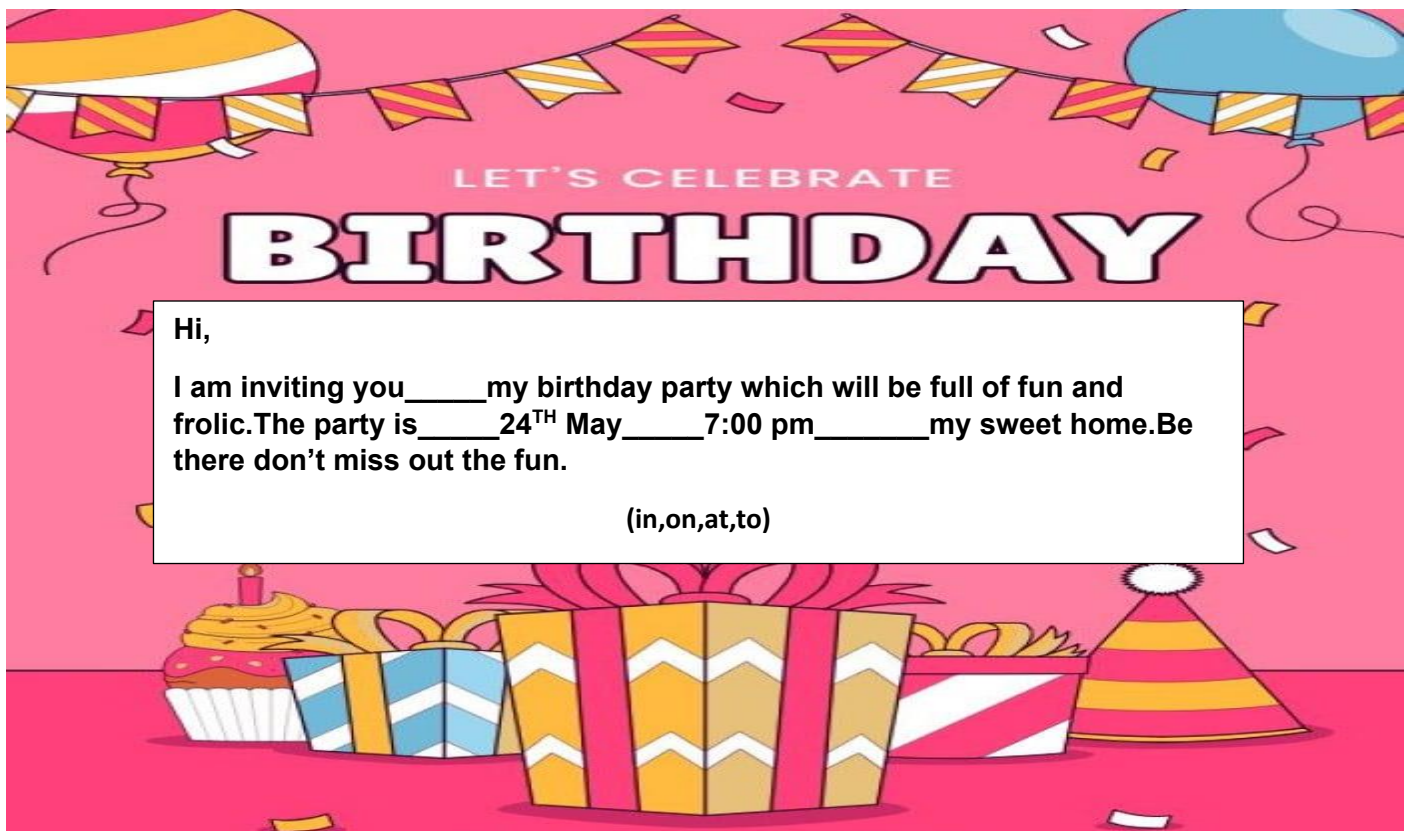 LET'S CELEBRATE
BIRTHDAY
Hi,
I am inviting you_____my birthday party which will be full of fun and
frolic.The party is_____24TH May_____7:00 pm_______my sweet home.Be
there don’t miss out the fun.
(in,on,at,to)